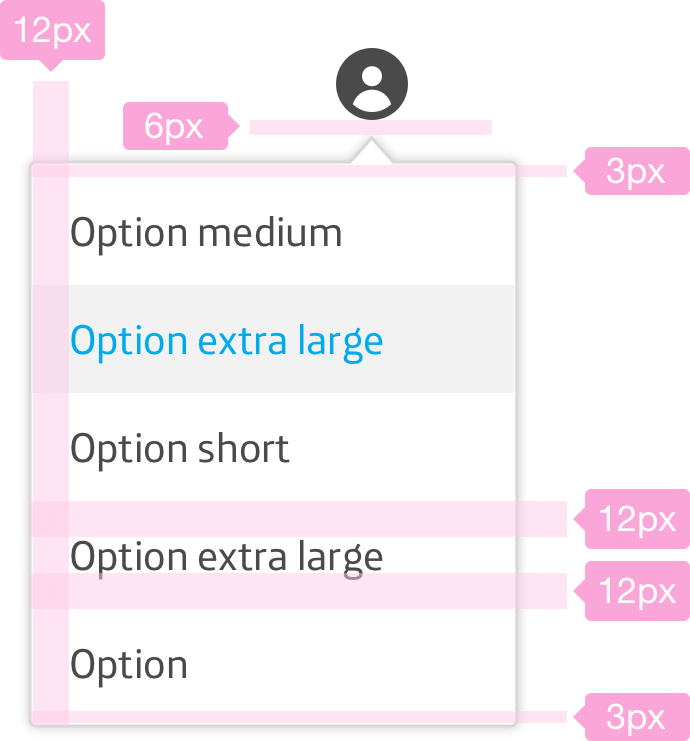 12px
6px
3px
Option medium
Option extra large
Option short
12px
Option extra large
12px
Option
3px